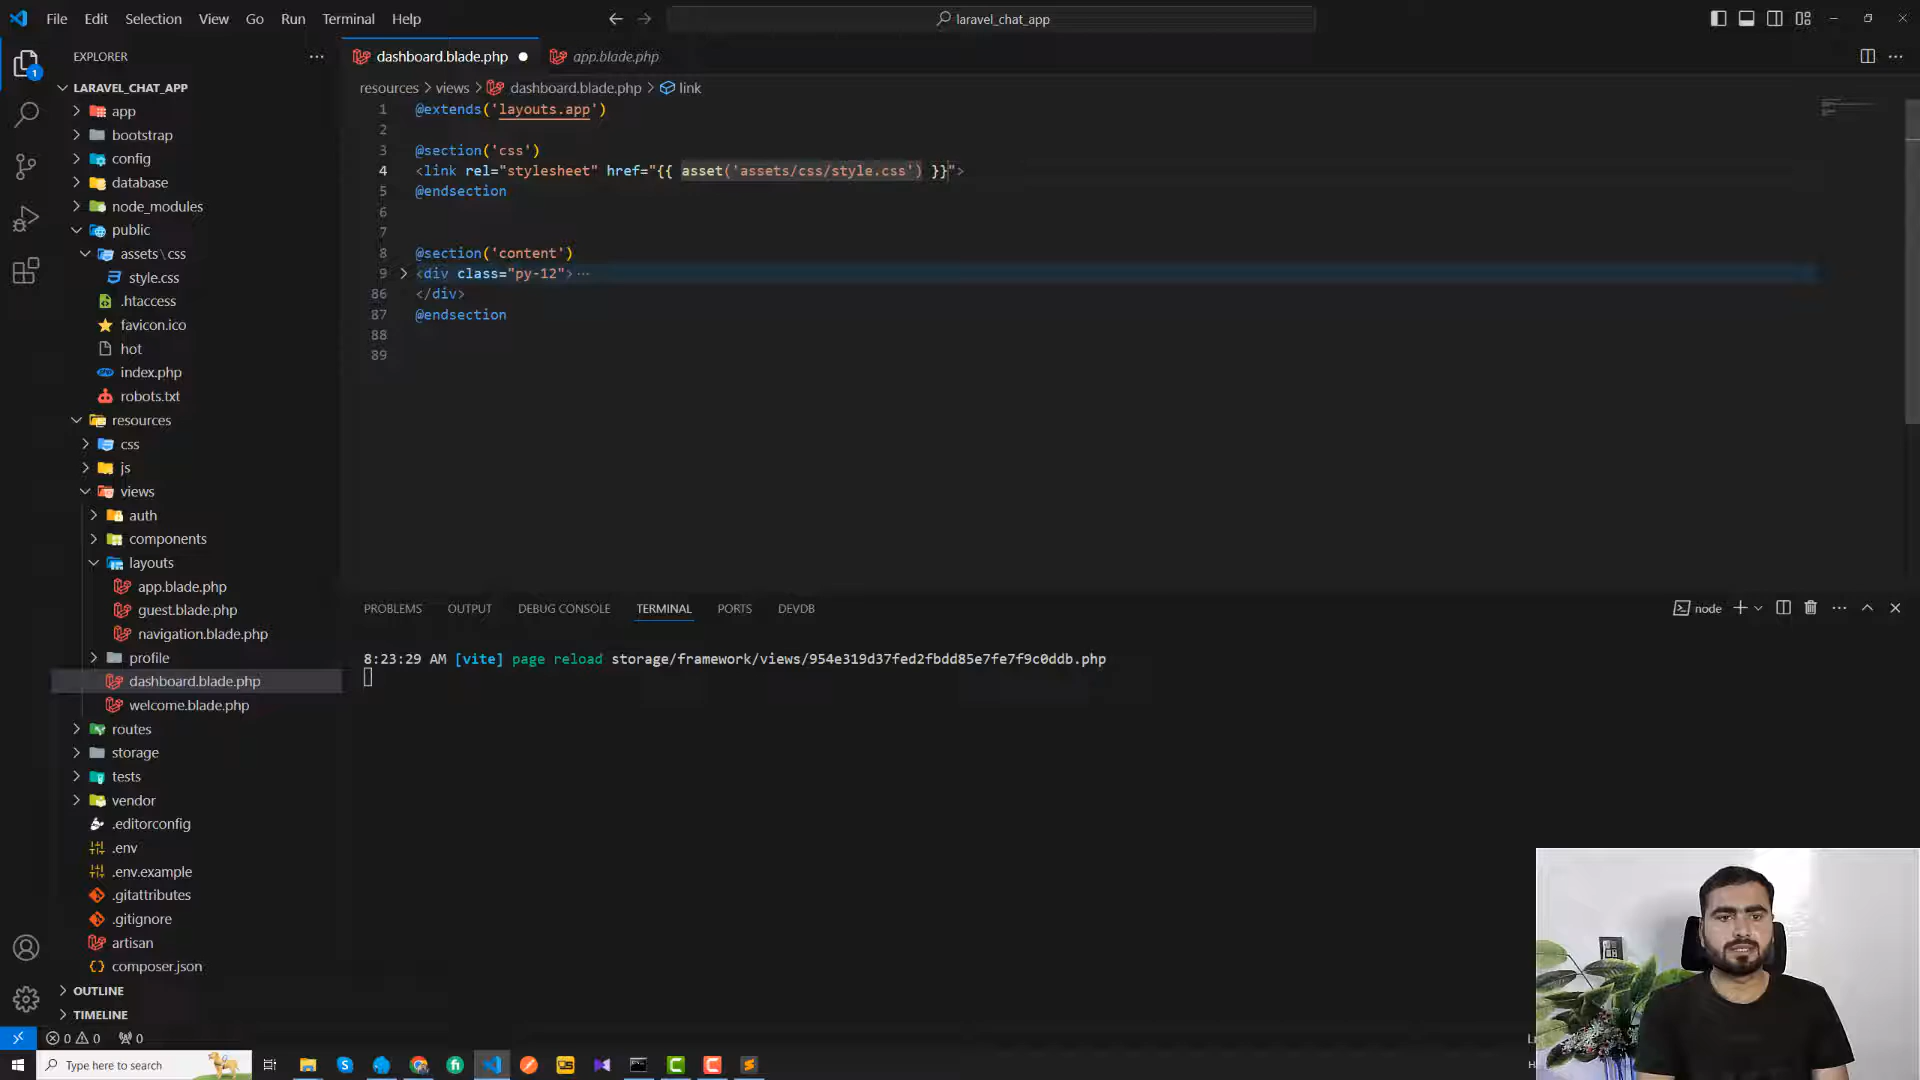 File Edit Selection View Go Run Terminal Help
laravel_chat_app
EXPLORER
dashboard.blade.php
app.blade.php
resources views dashboard.blade.php link
LARAVEL_CHAT_APP
app
bootstrap
config
database
node_modules
public
assets\css
style.css
.htaccess
favicon.ico
hot
index.php
robots.txt
resources
css
js
views
auth
components
layouts
app.blade.php
guest.blade.php
navigation.blade.php
profile
dashboard.blade.php
welcome.blade.php
routes
storage
tests
vendor
.editorconfig
.env
.env.example
.gitattributes
.gitignore
artisan
composer.json
OUTLINE
TIMELINE
1 @extends('layouts.app')
2
3 @section('css')
4 <link rel="stylesheet" href="{{ asset('assets/css/style.css') }}">
5 @endsection
6
7
8 @section('content')
9 <div class="py-12"> ...
86 </div>
87 @endsection
88
89
PROBLEMS OUTPUT DEBUG CONSOLE TERMINAL PORTS DEVDB
node
8:23:29 AM [vite] page reload storage/framework/views/954e319d37fed2fbdd85e7fe7f9c0ddb.php
0 0 0
Type here to search